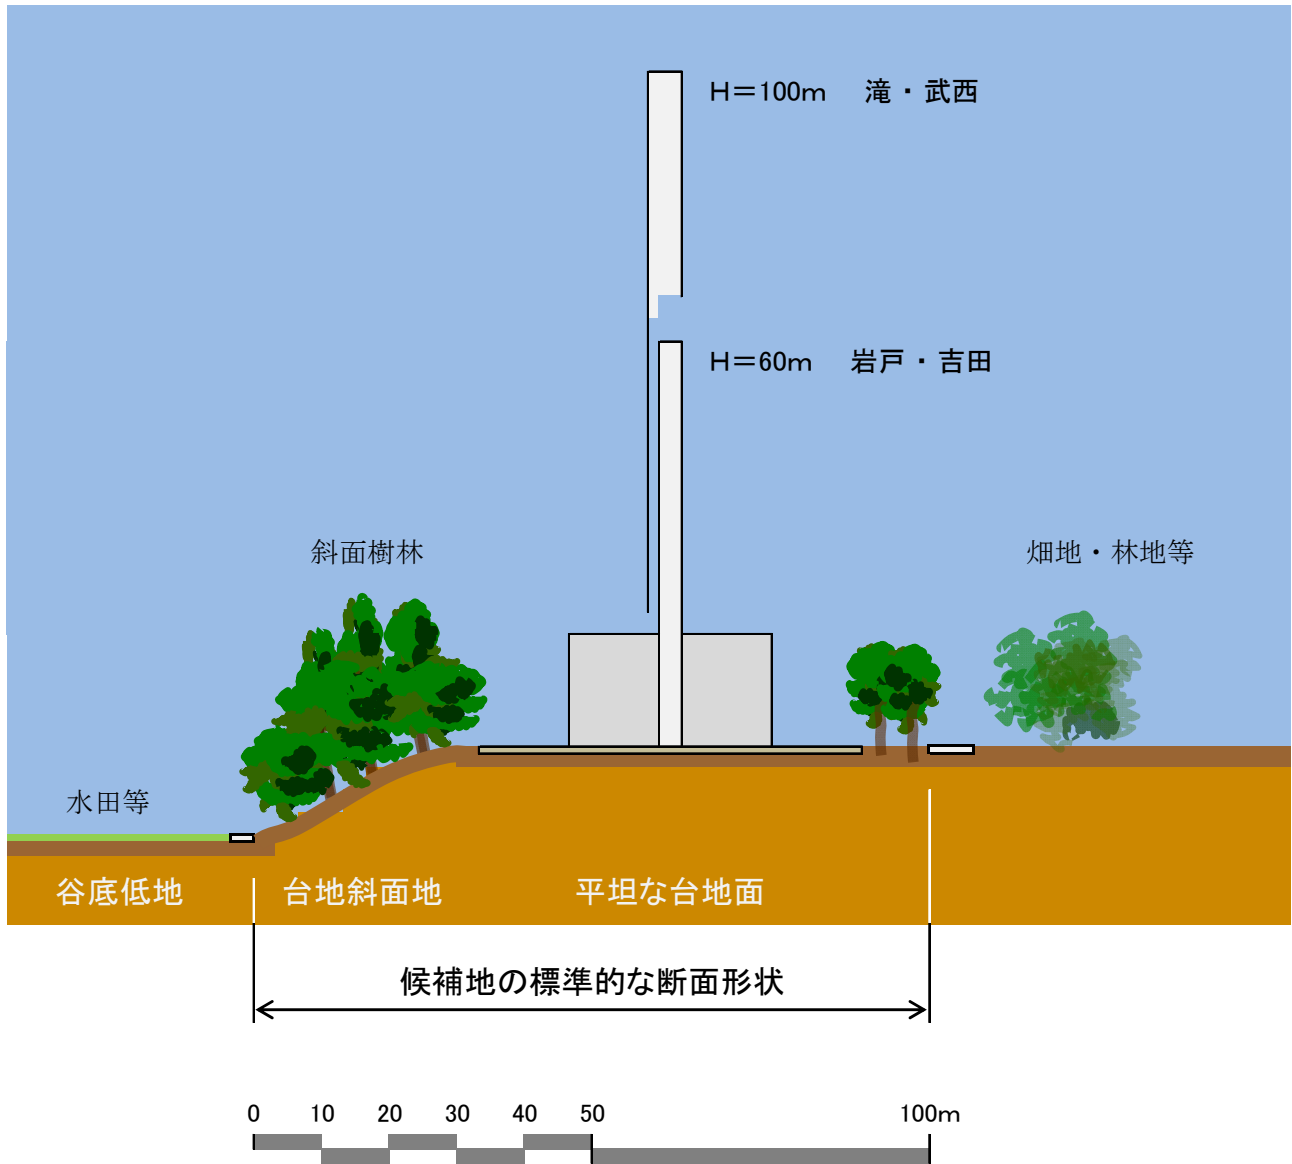 H＝100m　滝・武西
H＝60m　岩戸・吉田
斜面樹林
畑地・林地等
水田等
谷底低地
台地斜面地
平坦な台地面
候補地の標準的な断面形状
0 10 20 30 40 50 100m